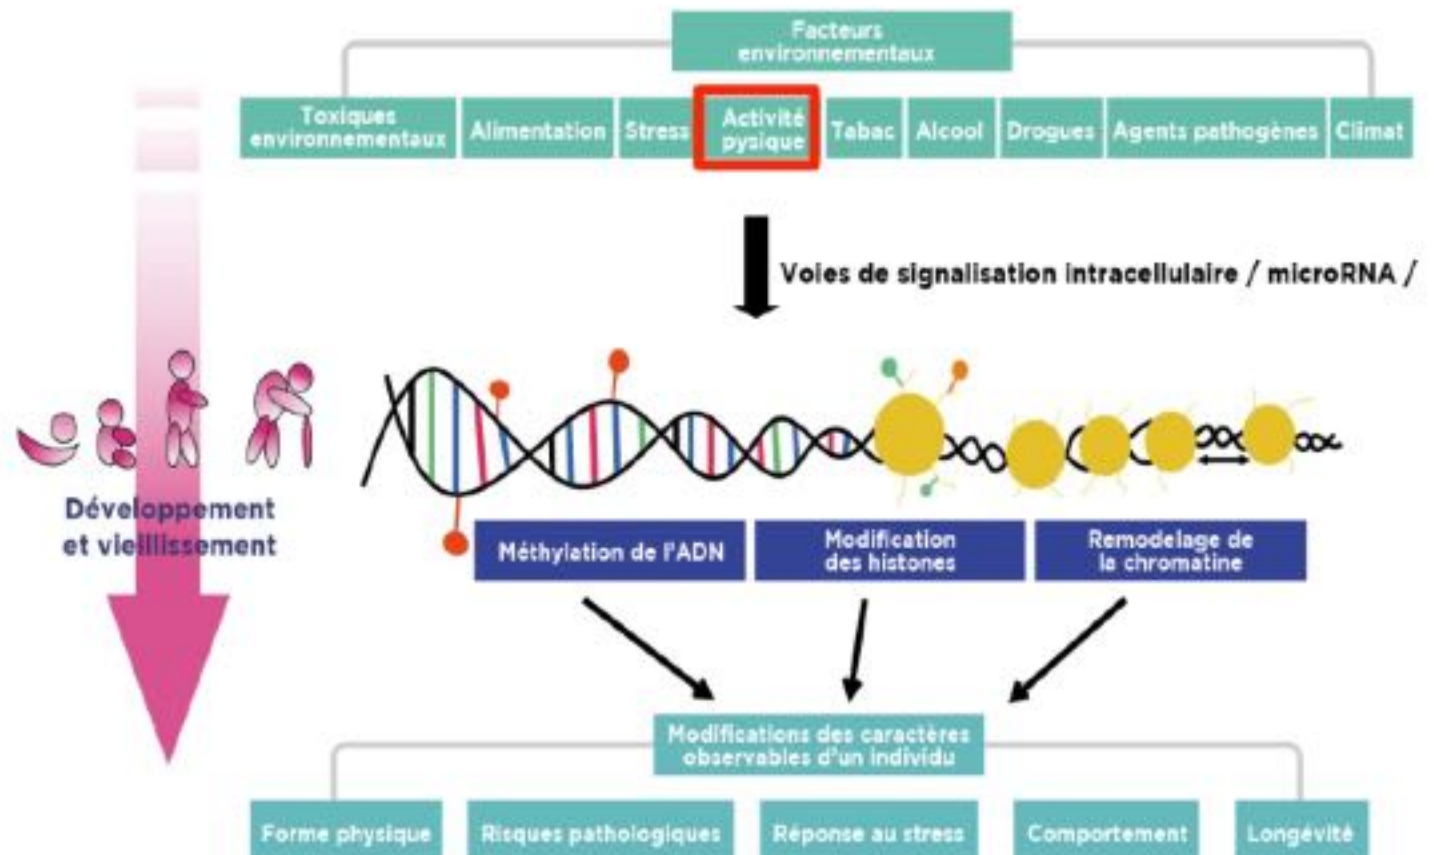 Facteurs
environnementaux
Toxiques
environnementaux
Alimentation
Stress
Activité
pysique
Tabac
Alcool
Drogues
Agents pathogènes
Climat
Voies de signalisation intracellulaire / microRNA /
Développement
et vieillissement
Méthylation de l'ADN
Modification
des histones
Remodelage de
la chromatine
Modifications des caractères
observables d'un individu
Forme physique
Risques pathologiques
Réponse au stress
Comportement
Longévité